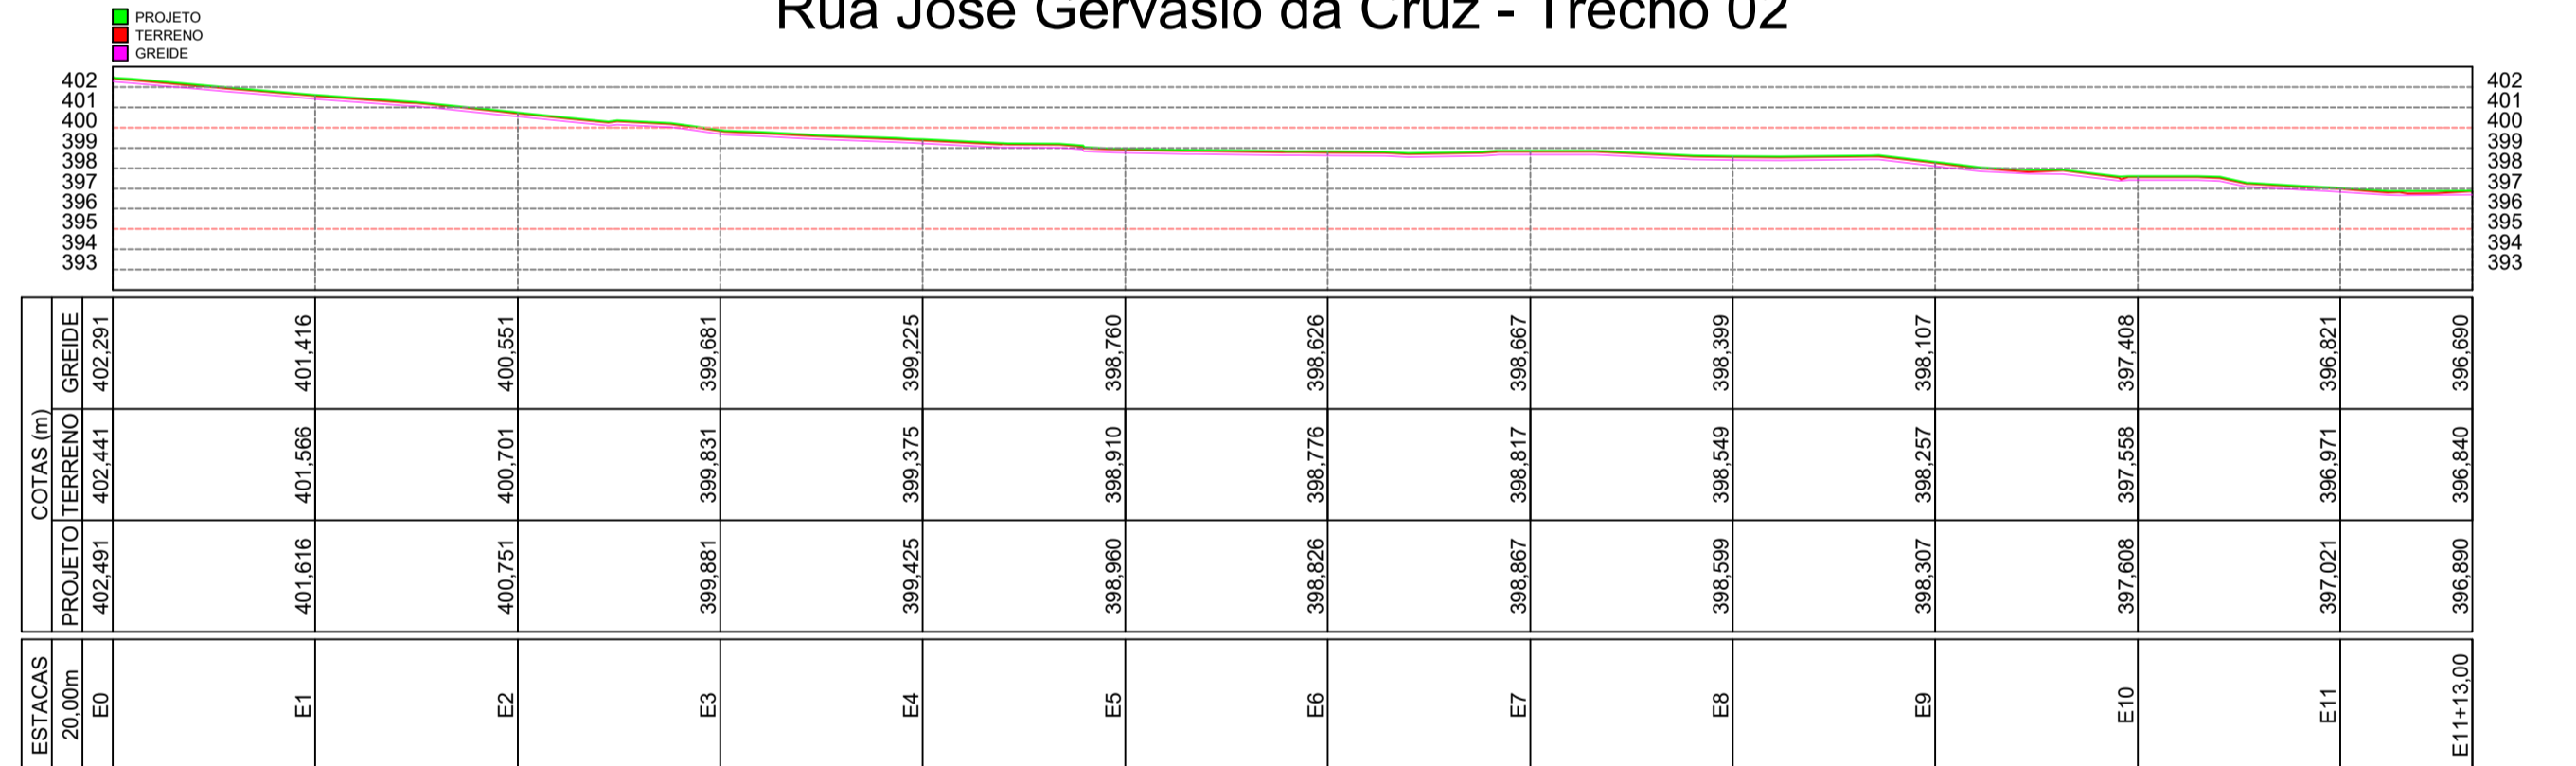 Rua José Gervásio da Cruz - Trecho 02
PROJETO
TERRENO
GREIDE
402 402
401 401
400 400
399 399
398 398
397 397
396 396
395 395
394 394
393 393
COTAS (m)
GREIDE 402,291 401,416 400,551 399,681 399,225 398,760 398,626 398,667 398,399 398,107 397,408 396,821 396,690
TERRENO 402,441 401,566 400,701 399,831 399,375 398,910 398,776 398,817 398,549 398,257 397,558 396,971 396,840
PROJETO 402,491 401,616 400,751 399,881 399,425 398,960 398,826 398,867 398,599 398,307 397,608 397,021 396,890
ESTACAS
20,00m E0 E1 E2 E3 E4 E5 E6 E7 E8 E9 E10 E11 E11+13,00